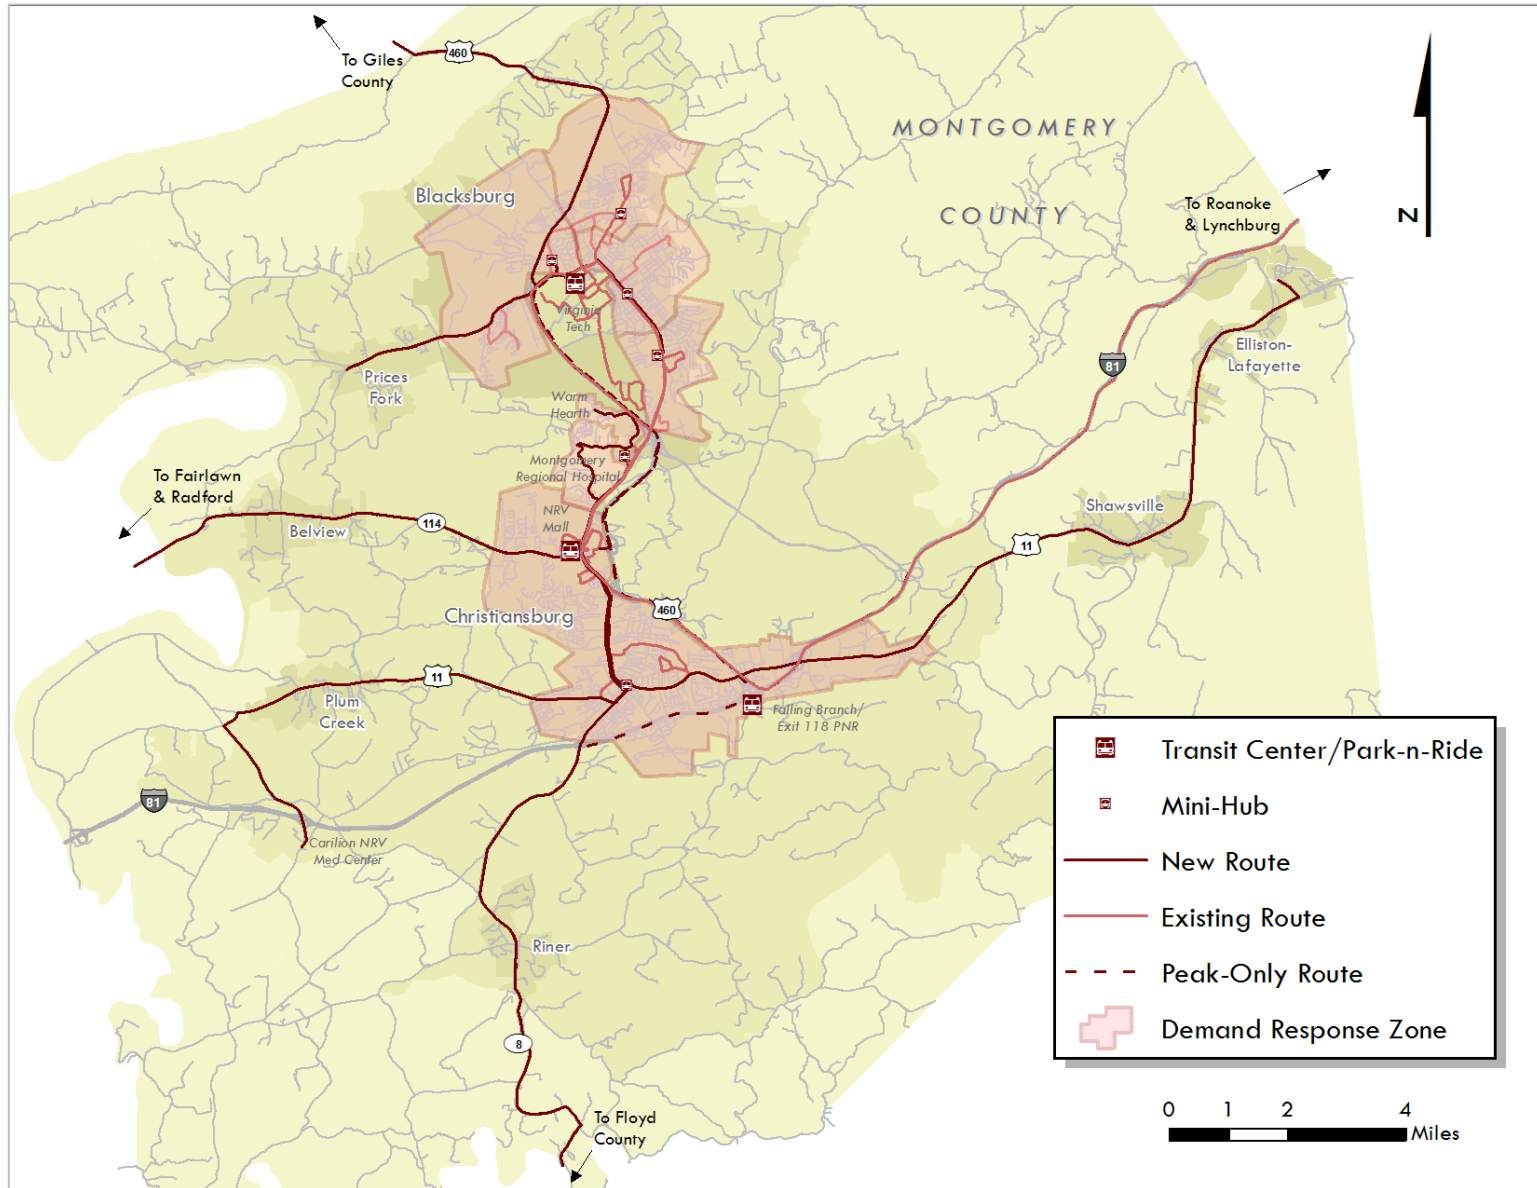 To Giles
County
460
MONTGOMERY
COUNTY
Blacksburg
To Roanoke
& Lynchburg
N
Virginia
Tech
Elliston-
Lafayette
81
Prices
Fork
Warm
Hearth
Montgomery
Regional Hospital
To Fairlawn
& Radford
Belview
114
NRV
Mall
Shawsville
11
Christiansburg
460
11
Plum
Creek
Falling Branch/
Exit 118 PNR
81
Carilion NRV
Med Center
Riner
8
To Floyd
County
Transit Center/Park-n-Ride
Mini-Hub
New Route
Existing Route
Peak-Only Route
Demand Response Zone
0 1 2 4
Miles